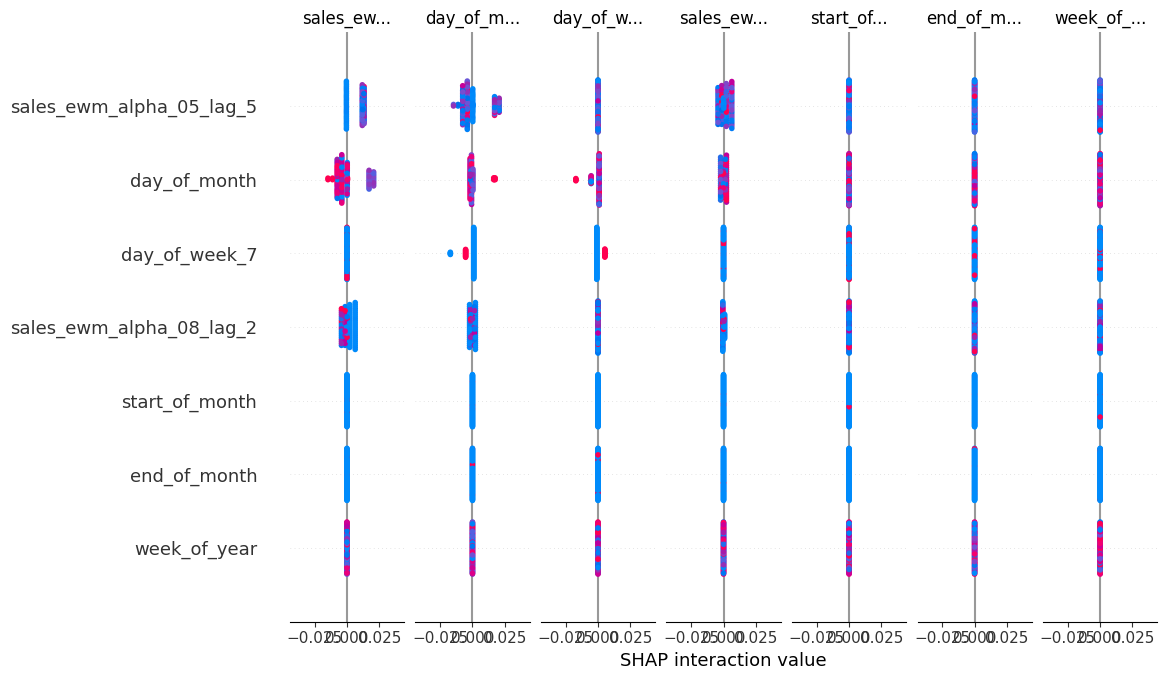 sales_ew... day_of_m... day_of_w... sales_ew... start_of... end_of_m... week_of_...
sales_ewm_alpha_05_lag_5
day_of_month
day_of_week_7
sales_ewm_alpha_08_lag_2
start_of_month
end_of_month
week_of_year
−0.025 0.000 0.025 −0.025 0.000 0.025 −0.025 0.000 0.025 −0.025 0.000 0.025 −0.025 0.000 0.025 −0.025 0.000 0.025 −0.025 0.000 0.025
SHAP interaction value